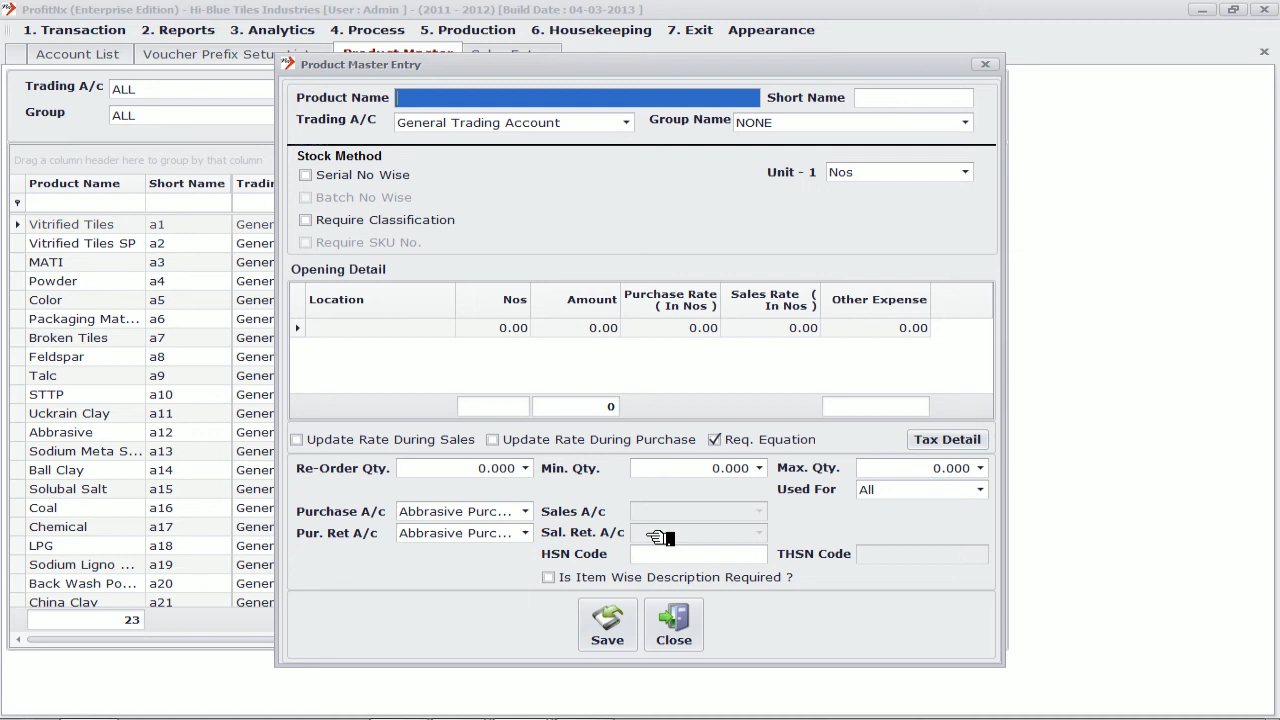 ProfitNx (Enterprise Edition) - Hi-Blue Tiles Industries [User : Admin ] - (2011 - 2012) [Build Date : 04-03-2013 ]
1. Transaction 2. Reports 3. Analytics 4. Process 5. Production 6. Housekeeping 7. Exit Appearance
Account List Voucher Prefix Setup List Product Master Sales Entry
Product Master Entry
Trading A/c ALL
Group ALL
Drag a column header here to group by that column
Product Name Short Name Tradin
Vitrified Tiles a1 Gener
Vitrified Tiles SP a2 Gener
MATI a3 Gener
Powder a4 Gener
Color a5 Gener
Packaging Mat... a6 Gener
Broken Tiles a7 Gener
Feldspar a8 Gener
Talc a9 Gener
STTP a10 Gener
Uckrain Clay a11 Gener
Abbrasive a12 Gener
Sodium Meta S... a13 Gener
Ball Clay a14 Gener
Solubal Salt a15 Gener
Coal a16 Gener
Chemical a17 Gener
LPG a18 Gener
Sodium Ligno ... a19 Gener
Back Wash Po... a20 Gener
China Clay a21 Gener
23
Product Name Short Name
Trading A/C General Trading Account Group Name NONE
Stock Method
Serial No Wise Unit - 1 Nos
Batch No Wise
Require Classification
Require SKU No.
Opening Detail
Location Nos Amount Purchase Rate ( In Nos ) Sales Rate ( In Nos ) Other Expense
0.00 0.00 0.00 0.00 0.00
0
Update Rate During Sales Update Rate During Purchase Req. Equation Tax Detail
Re-Order Qty. 0.000 Min. Qty. 0.000 Max. Qty. 0.000
Used For All
Purchase A/c Abbrasive Purc... Sales A/c
Pur. Ret A/c Abbrasive Purc... Sal. Ret. A/c
HSN Code THSN Code
Is Item Wise Description Required ?
Save Close